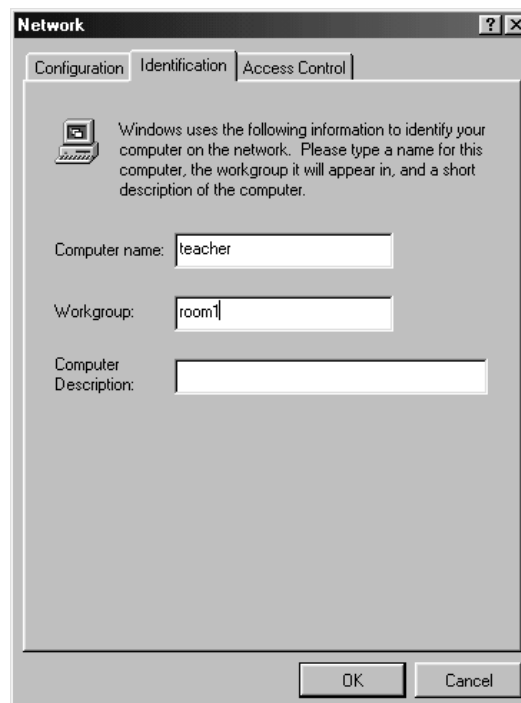 Network
Configuration Identification Access Control
Windows uses the following information to identify your
computer on the network. Please type a name for this
computer, the workgroup it will appear in, and a short
description of the computer.
Computer name: teacher
Workgroup: room1
Computer
Description:
OK Cancel